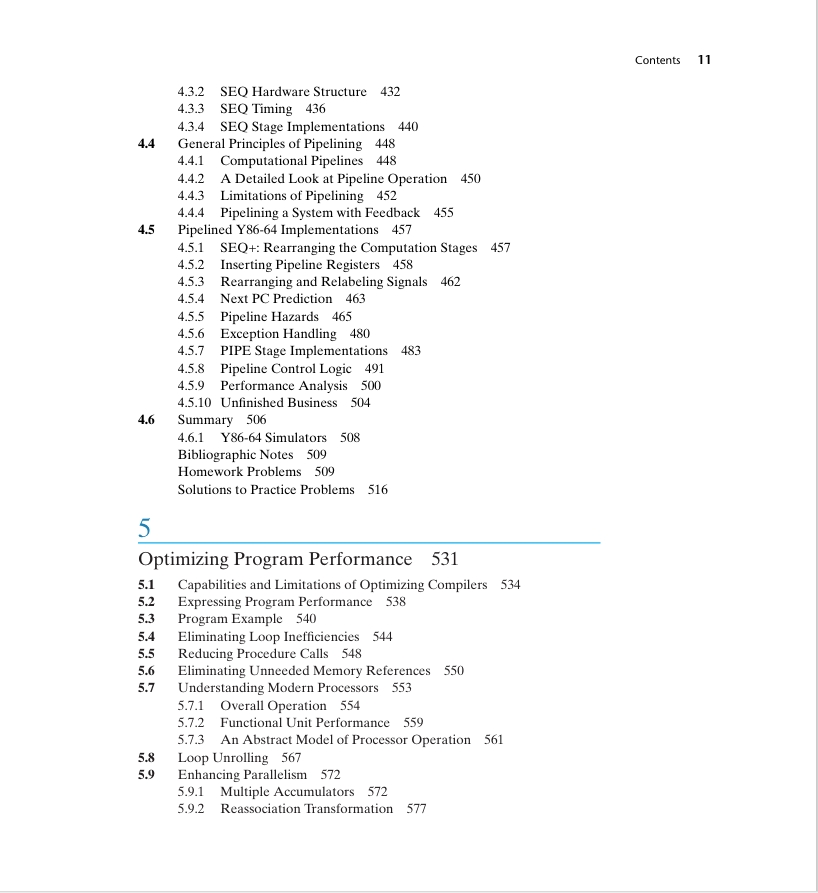 Contents 11
4.3.2 SEQ Hardware Structure 432
4.3.3 SEQ Timing 436
4.3.4 SEQ Stage Implementations 440
4.4 General Principles of Pipelining 448
4.4.1 Computational Pipelines 448
4.4.2 A Detailed Look at Pipeline Operation 450
4.4.3 Limitations of Pipelining 452
4.4.4 Pipelining a System with Feedback 455
4.5 Pipelined Y86-64 Implementations 457
4.5.1 SEQ+: Rearranging the Computation Stages 457
4.5.2 Inserting Pipeline Registers 458
4.5.3 Rearranging and Relabeling Signals 462
4.5.4 Next PC Prediction 463
4.5.5 Pipeline Hazards 465
4.5.6 Exception Handling 480
4.5.7 PIPE Stage Implementations 483
4.5.8 Pipeline Control Logic 491
4.5.9 Performance Analysis 500
4.5.10 Unfinished Business 504
4.6 Summary 506
4.6.1 Y86-64 Simulators 508
Bibliographic Notes 509
Homework Problems 509
Solutions to Practice Problems 516
5
Optimizing Program Performance 531
5.1 Capabilities and Limitations of Optimizing Compilers 534
5.2 Expressing Program Performance 538
5.3 Program Example 540
5.4 Eliminating Loop Inefficiencies 544
5.5 Reducing Procedure Calls 548
5.6 Eliminating Unneeded Memory References 550
5.7 Understanding Modern Processors 553
5.7.1 Overall Operation 554
5.7.2 Functional Unit Performance 559
5.7.3 An Abstract Model of Processor Operation 561
5.8 Loop Unrolling 567
5.9 Enhancing Parallelism 572
5.9.1 Multiple Accumulators 572
5.9.2 Reassociation Transformation 577